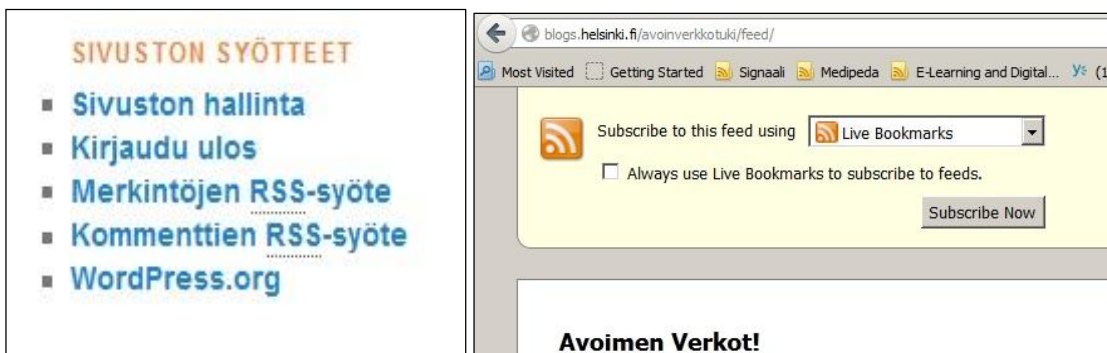 SIVUSTON SYÖTTEET
Sivuston hallinta
Kirjaudu ulos
Merkintöjen RSS-syöte
Kommenttien RSS-syöte
WordPress.org
blogs.helsinki.fi/avoinverkkotuki/feed/
Most Visited Getting Started Signaali Medipeda E-Learning and Digital... (1
Subscribe to this feed using Live Bookmarks
Always use Live Bookmarks to subscribe to feeds.
Subscribe Now
Avoimen Verkot!